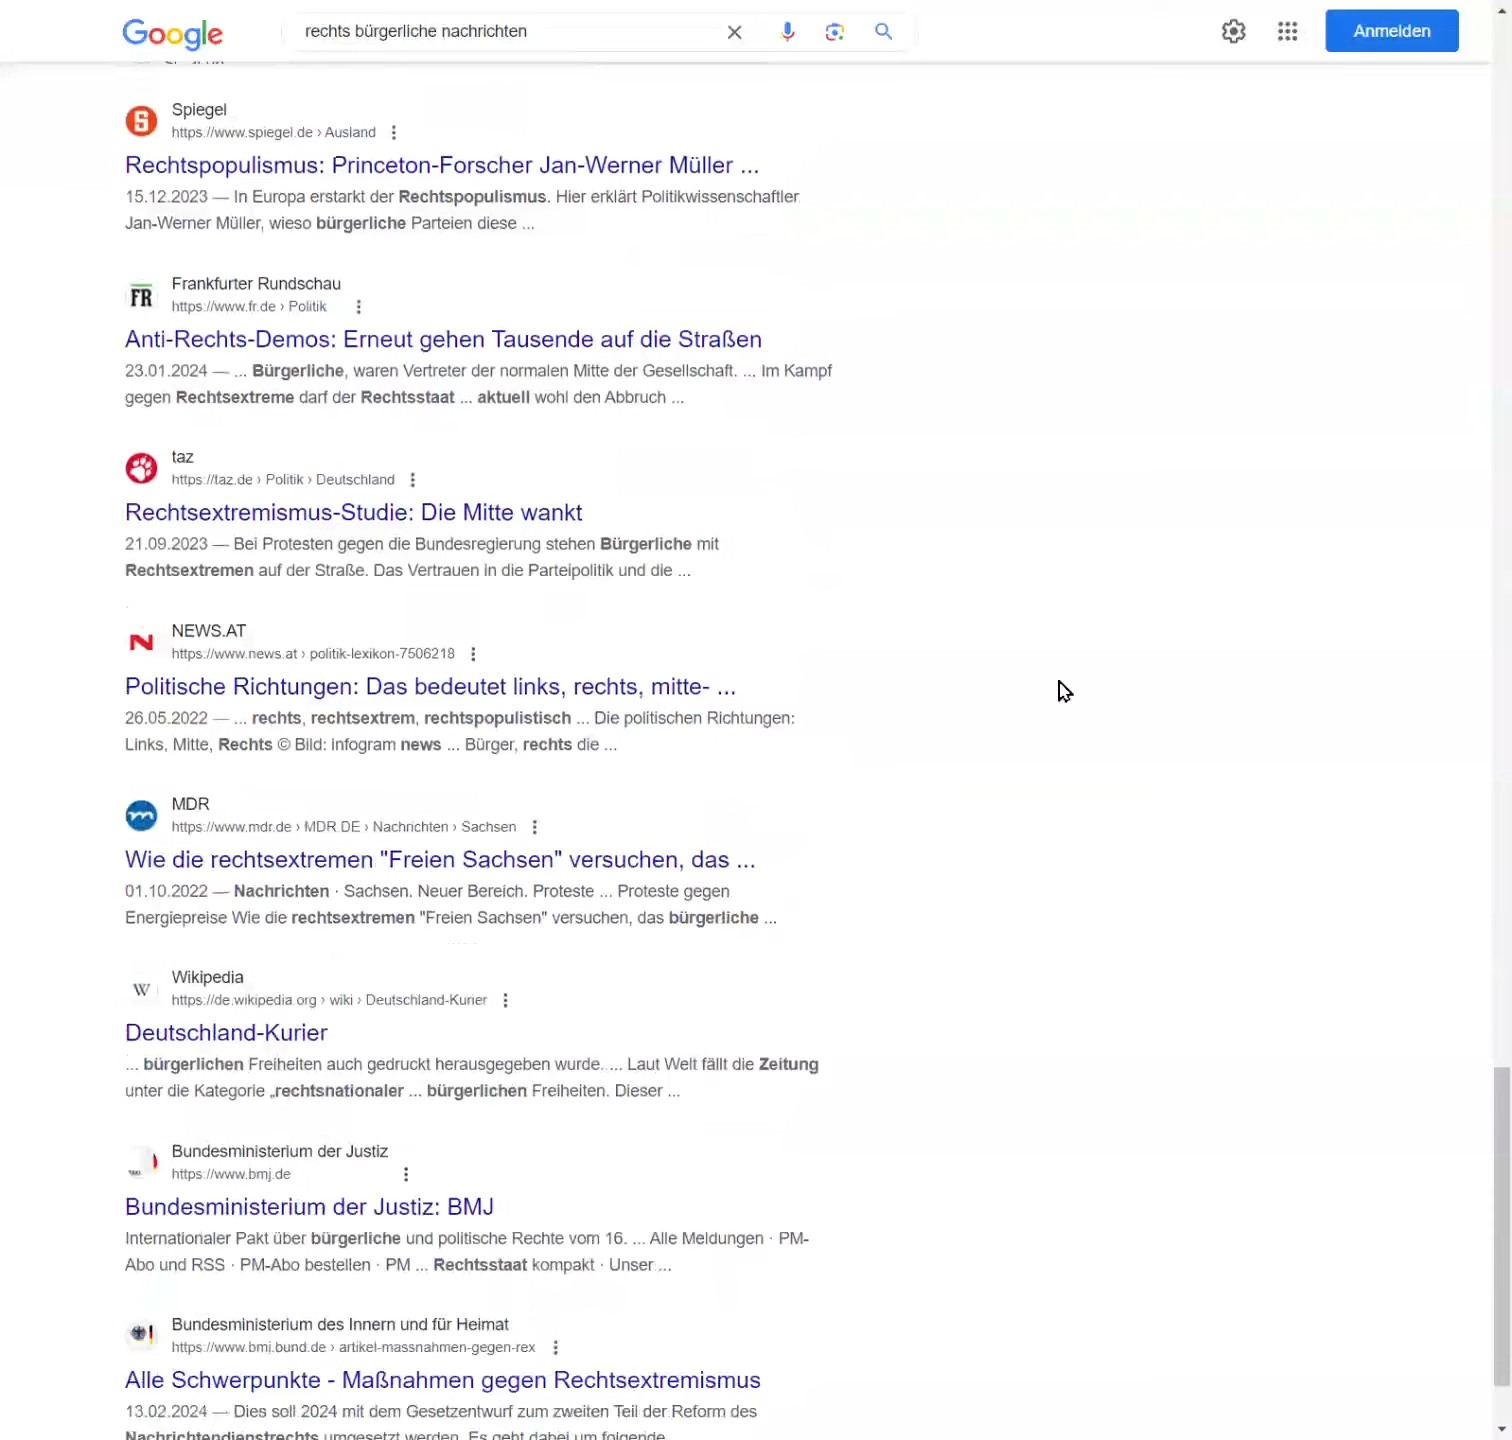 Google
rechts bürgerliche nachrichten
Anmelden
Spiegel
https://www.spiegel.de › Ausland
Rechtspopulismus: Princeton-Forscher Jan-Werner Müller ...
15.12.2023 — In Europa erstarkt der Rechtspopulismus. Hier erklärt Politikwissenschaftler
Jan-Werner Müller, wieso bürgerliche Parteien diese ...
FR
Frankfurter Rundschau
https://www.fr.de › Politik
Anti-Rechts-Demos: Erneut gehen Tausende auf die Straßen
23.01.2024 — ... Bürgerliche, waren Vertreter der normalen Mitte der Gesellschaft. ... Im Kampf
gegen Rechtsextreme darf der Rechtsstaat ... aktuell wohl den Abbruch ...
taz
https://taz.de › Politik › Deutschland
Rechtsextremismus-Studie: Die Mitte wankt
21.09.2023 — Bei Protesten gegen die Bundesregierung stehen Bürgerliche mit
Rechtsextremen auf der Straße. Das Vertrauen in die Parteipolitik und die ...
NEWS.AT
https://www.news.at › politik-lexikon-7506218
Politische Richtungen: Das bedeutet links, rechts, mitte- ...
26.05.2022 — ... rechts, rechtsextrem, rechtspopulistisch ... Die politischen Richtungen:
Links, Mitte, Rechts © Bild: infogram news ... Bürger, rechts die ...
MDR
https://www.mdr.de › MDR.DE › Nachrichten › Sachsen
Wie die rechtsextremen "Freien Sachsen" versuchen, das ...
01.10.2022 — Nachrichten · Sachsen. Neuer Bereich. Proteste ... Proteste gegen
Energiepreise Wie die rechtsextremen "Freien Sachsen" versuchen, das bürgerliche ...
W
Wikipedia
https://de.wikipedia.org › wiki › Deutschland-Kurier
Deutschland-Kurier
... bürgerlichen Freiheiten auch gedruckt herausgegeben wurde. ... Laut Welt fällt die Zeitung
unter die Kategorie „rechtsnationaler ... bürgerlichen Freiheiten. Dieser ...
Bundesministerium der Justiz
https://www.bmj.de
Bundesministerium der Justiz: BMJ
Internationaler Pakt über bürgerliche und politische Rechte vom 16. ... Alle Meldungen · PM-
Abo und RSS · PM-Abo bestellen · PM ... Rechtsstaat kompakt · Unser ...
Bundesministerium des Innern und für Heimat
https://www.bmi.bund.de › artikel-massnahmen-gegen-rex
Alle Schwerpunkte - Maßnahmen gegen Rechtsextremismus
13.02.2024 — Dies soll 2024 mit dem Gesetzentwurf zum zweiten Teil der Reform des
Nachrichtendienstrechts umgesetzt werden. Es geht dabei um folgende